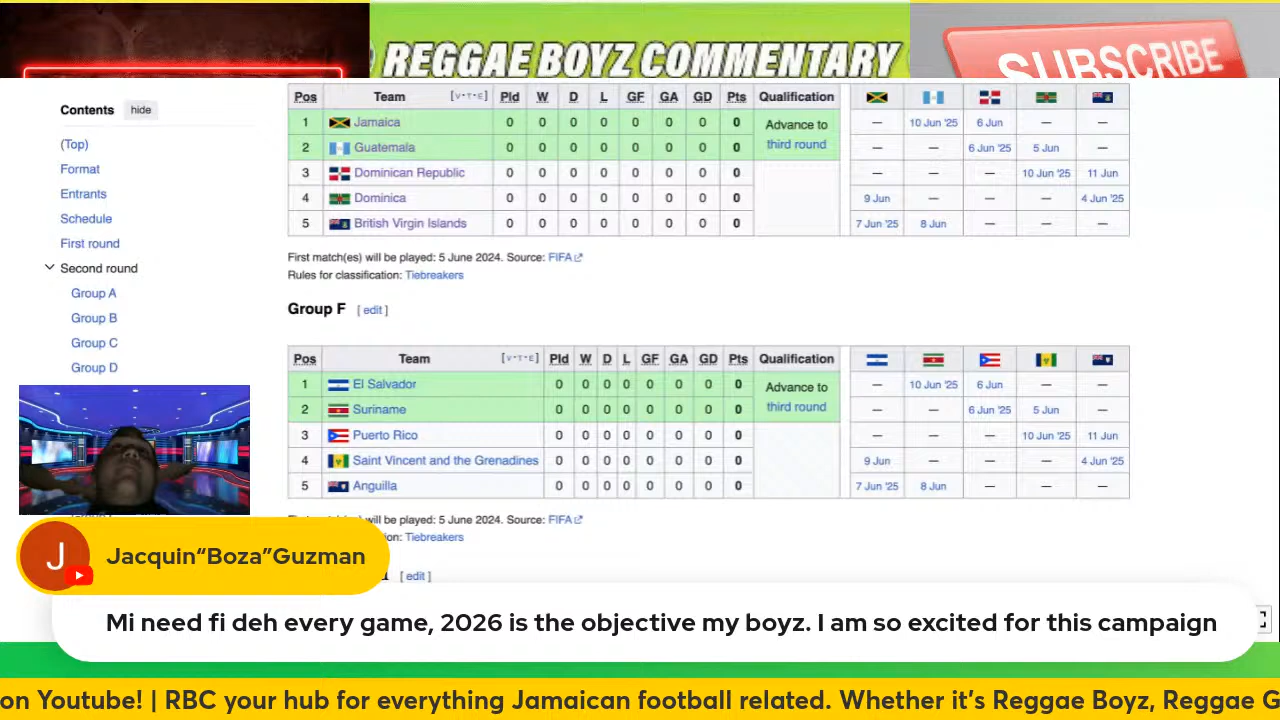 REGGAE BOYZ COMMENTARY
SUBSCRIBE
Contents hide
(Top)
Format
Entrants
Schedule
First round
Second round
Group A
Group B
Group C
Group D
Pos Team [V·T·E] Pld W D L GF GA GD Pts Qualification
1 Jamaica 0 0 0 0 0 0 0 0 Advance to third round — 10 Jun '25 6 Jun — —
2 Guatemala 0 0 0 0 0 0 0 0 — — 6 Jun '25 5 Jun —
3 Dominican Republic 0 0 0 0 0 0 0 0 — — — 10 Jun '25 11 Jun
4 Dominica 0 0 0 0 0 0 0 0 9 Jun — — — 4 Jun '25
5 British Virgin Islands 0 0 0 0 0 0 0 0 7 Jun '25 8 Jun — — —
First match(es) will be played: 5 June 2024. Source: FIFA
Rules for classification: Tiebreakers
Group F [ edit ]
Pos Team [V·T·E] Pld W D L GF GA GD Pts Qualification
1 El Salvador 0 0 0 0 0 0 0 0 Advance to third round — 10 Jun '25 6 Jun — —
2 Suriname 0 0 0 0 0 0 0 0 — — 6 Jun '25 5 Jun —
3 Puerto Rico 0 0 0 0 0 0 0 0 — — — 10 Jun '25 11 Jun
4 Saint Vincent and the Grenadines 0 0 0 0 0 0 0 0 9 Jun — — — 4 Jun '25
5 Anguilla 0 0 0 0 0 0 0 0 7 Jun '25 8 Jun — — —
will be played: 5 June 2024. Source: FIFA
on: Tiebreakers
[ edit ]
J
Jacquin“Boza”Guzman
Mi need fi deh every game, 2026 is the objective my boyz. I am so excited for this campaign
on Youtube! | RBC your hub for everything Jamaican football related. Whether it's Reggae Boyz, Reggae G